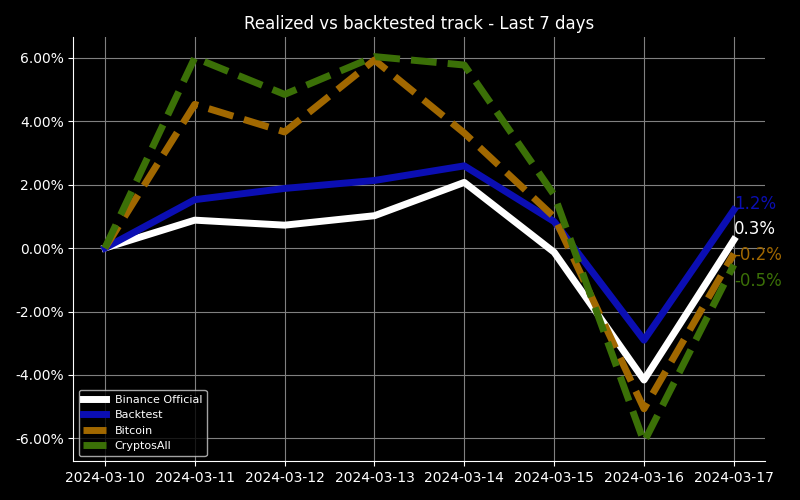 Realized vs backtested track - Last 7 days
6.00%
4.00%
2.00%
0.00%
-2.00%
-4.00%
-6.00%
1.2%
0.3%
-0.2%
-0.5%
Binance Official
Backtest
Bitcoin
CryptosAll
2024-03-10 2024-03-11 2024-03-12 2024-03-13 2024-03-14 2024-03-15 2024-03-16 2024-03-17